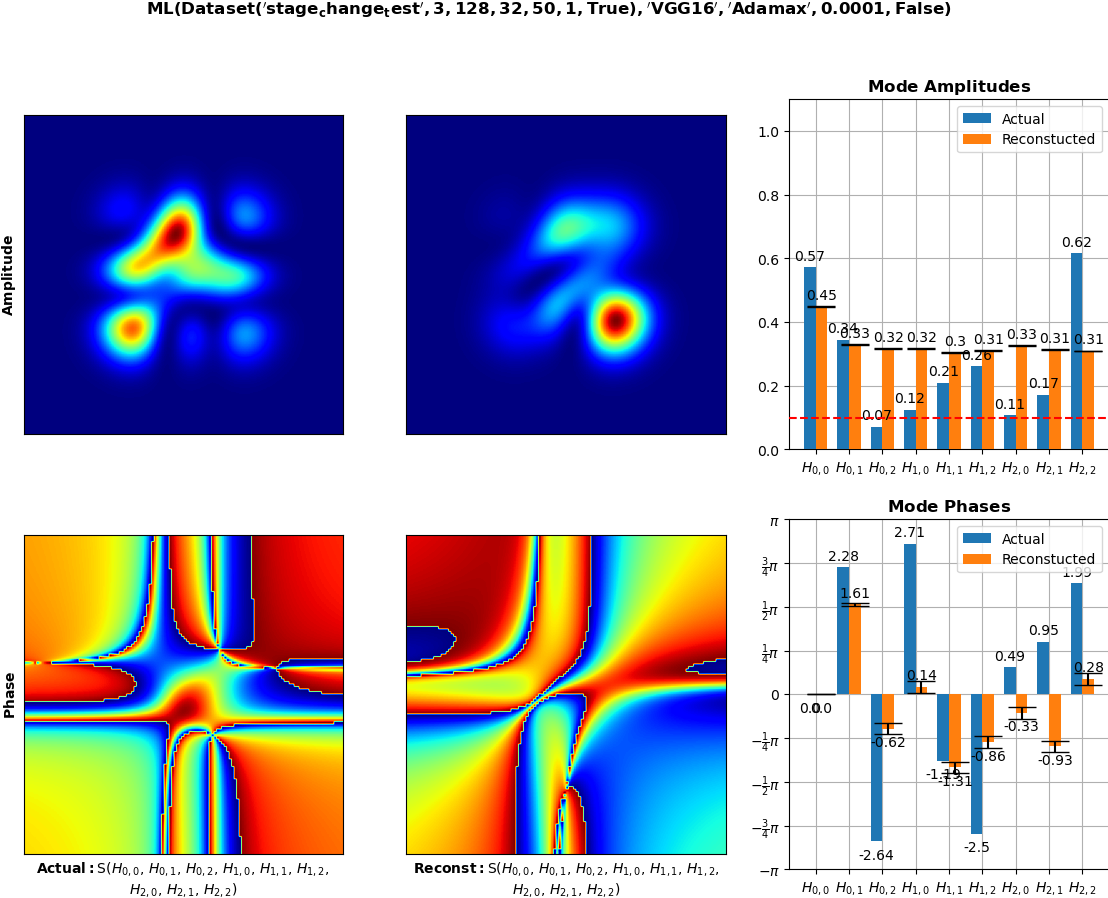 ML(Dataset('stage_change_test', 3, 128, 32, 50, 1, True), 'VGG16', 'Adamax', 0.0001, False)
Amplitude
Mode Amplitudes
Actual
Reconstucted
1.0
0.8
0.6
0.4
0.2
0.0
0.57
0.45
0.34
0.33
0.07
0.32
0.12
0.32
0.21
0.3
0.26
0.31
0.11
0.33
0.17
0.31
0.62
0.31
H0,0 H0,1 H0,2 H1,0 H1,1 H1,2 H2,0 H2,1 H2,2
Phase
Actual: S(H0,0, H0,1, H0,2, H1,0, H1,1, H1,2,
H2,0, H2,1, H2,2)
Reconst: S(H0,0, H0,1, H0,2, H1,0, H1,1, H1,2,
H2,0, H2,1, H2,2)
Mode Phases
Actual
Reconstucted
π
3/4π
1/2π
1/4π
0
−1/4π
−1/2π
−3/4π
−π
0.0
0.0
2.28
1.61
-2.64
-0.62
2.71
0.14
-1.19
-1.31
-2.5
-0.86
0.49
-0.33
0.95
-0.93
1.99
0.28
H0,0 H0,1 H0,2 H1,0 H1,1 H1,2 H2,0 H2,1 H2,2